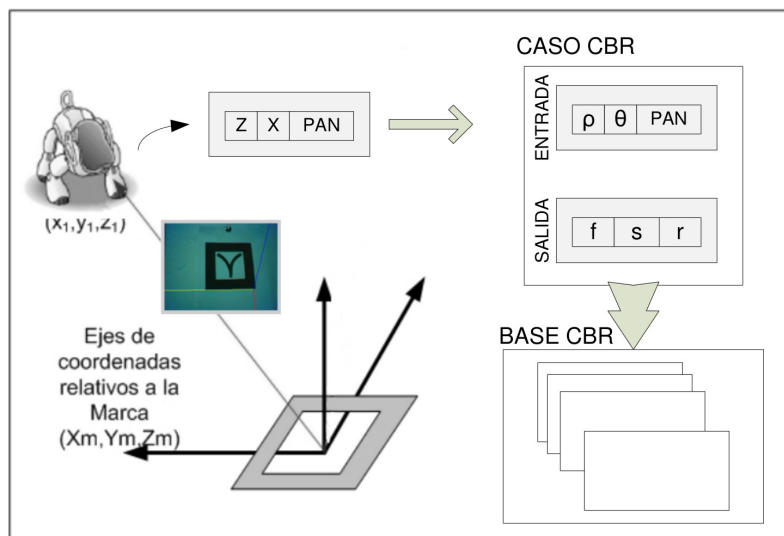 CASO CBR
ENTRADA
Z X PAN
ρ θ PAN
SALIDA
f s r
(x₁,y₁,z₁)
Y
BASE CBR
Ejes de
coordenadas
relativos a la
Marca
(Xm,Ym,Zm)